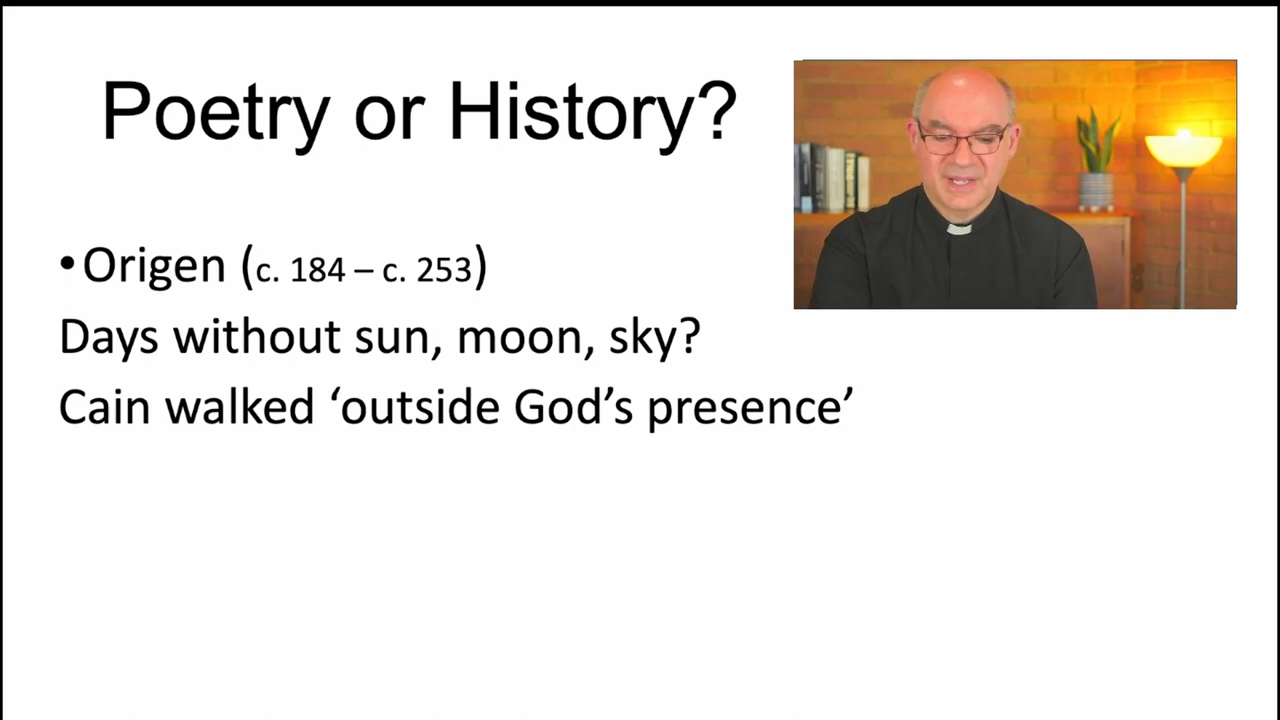 Poetry or History?
•Origen (c. 184 – c. 253)
Days without sun, moon, sky?
Cain walked ‘outside God’s presence’